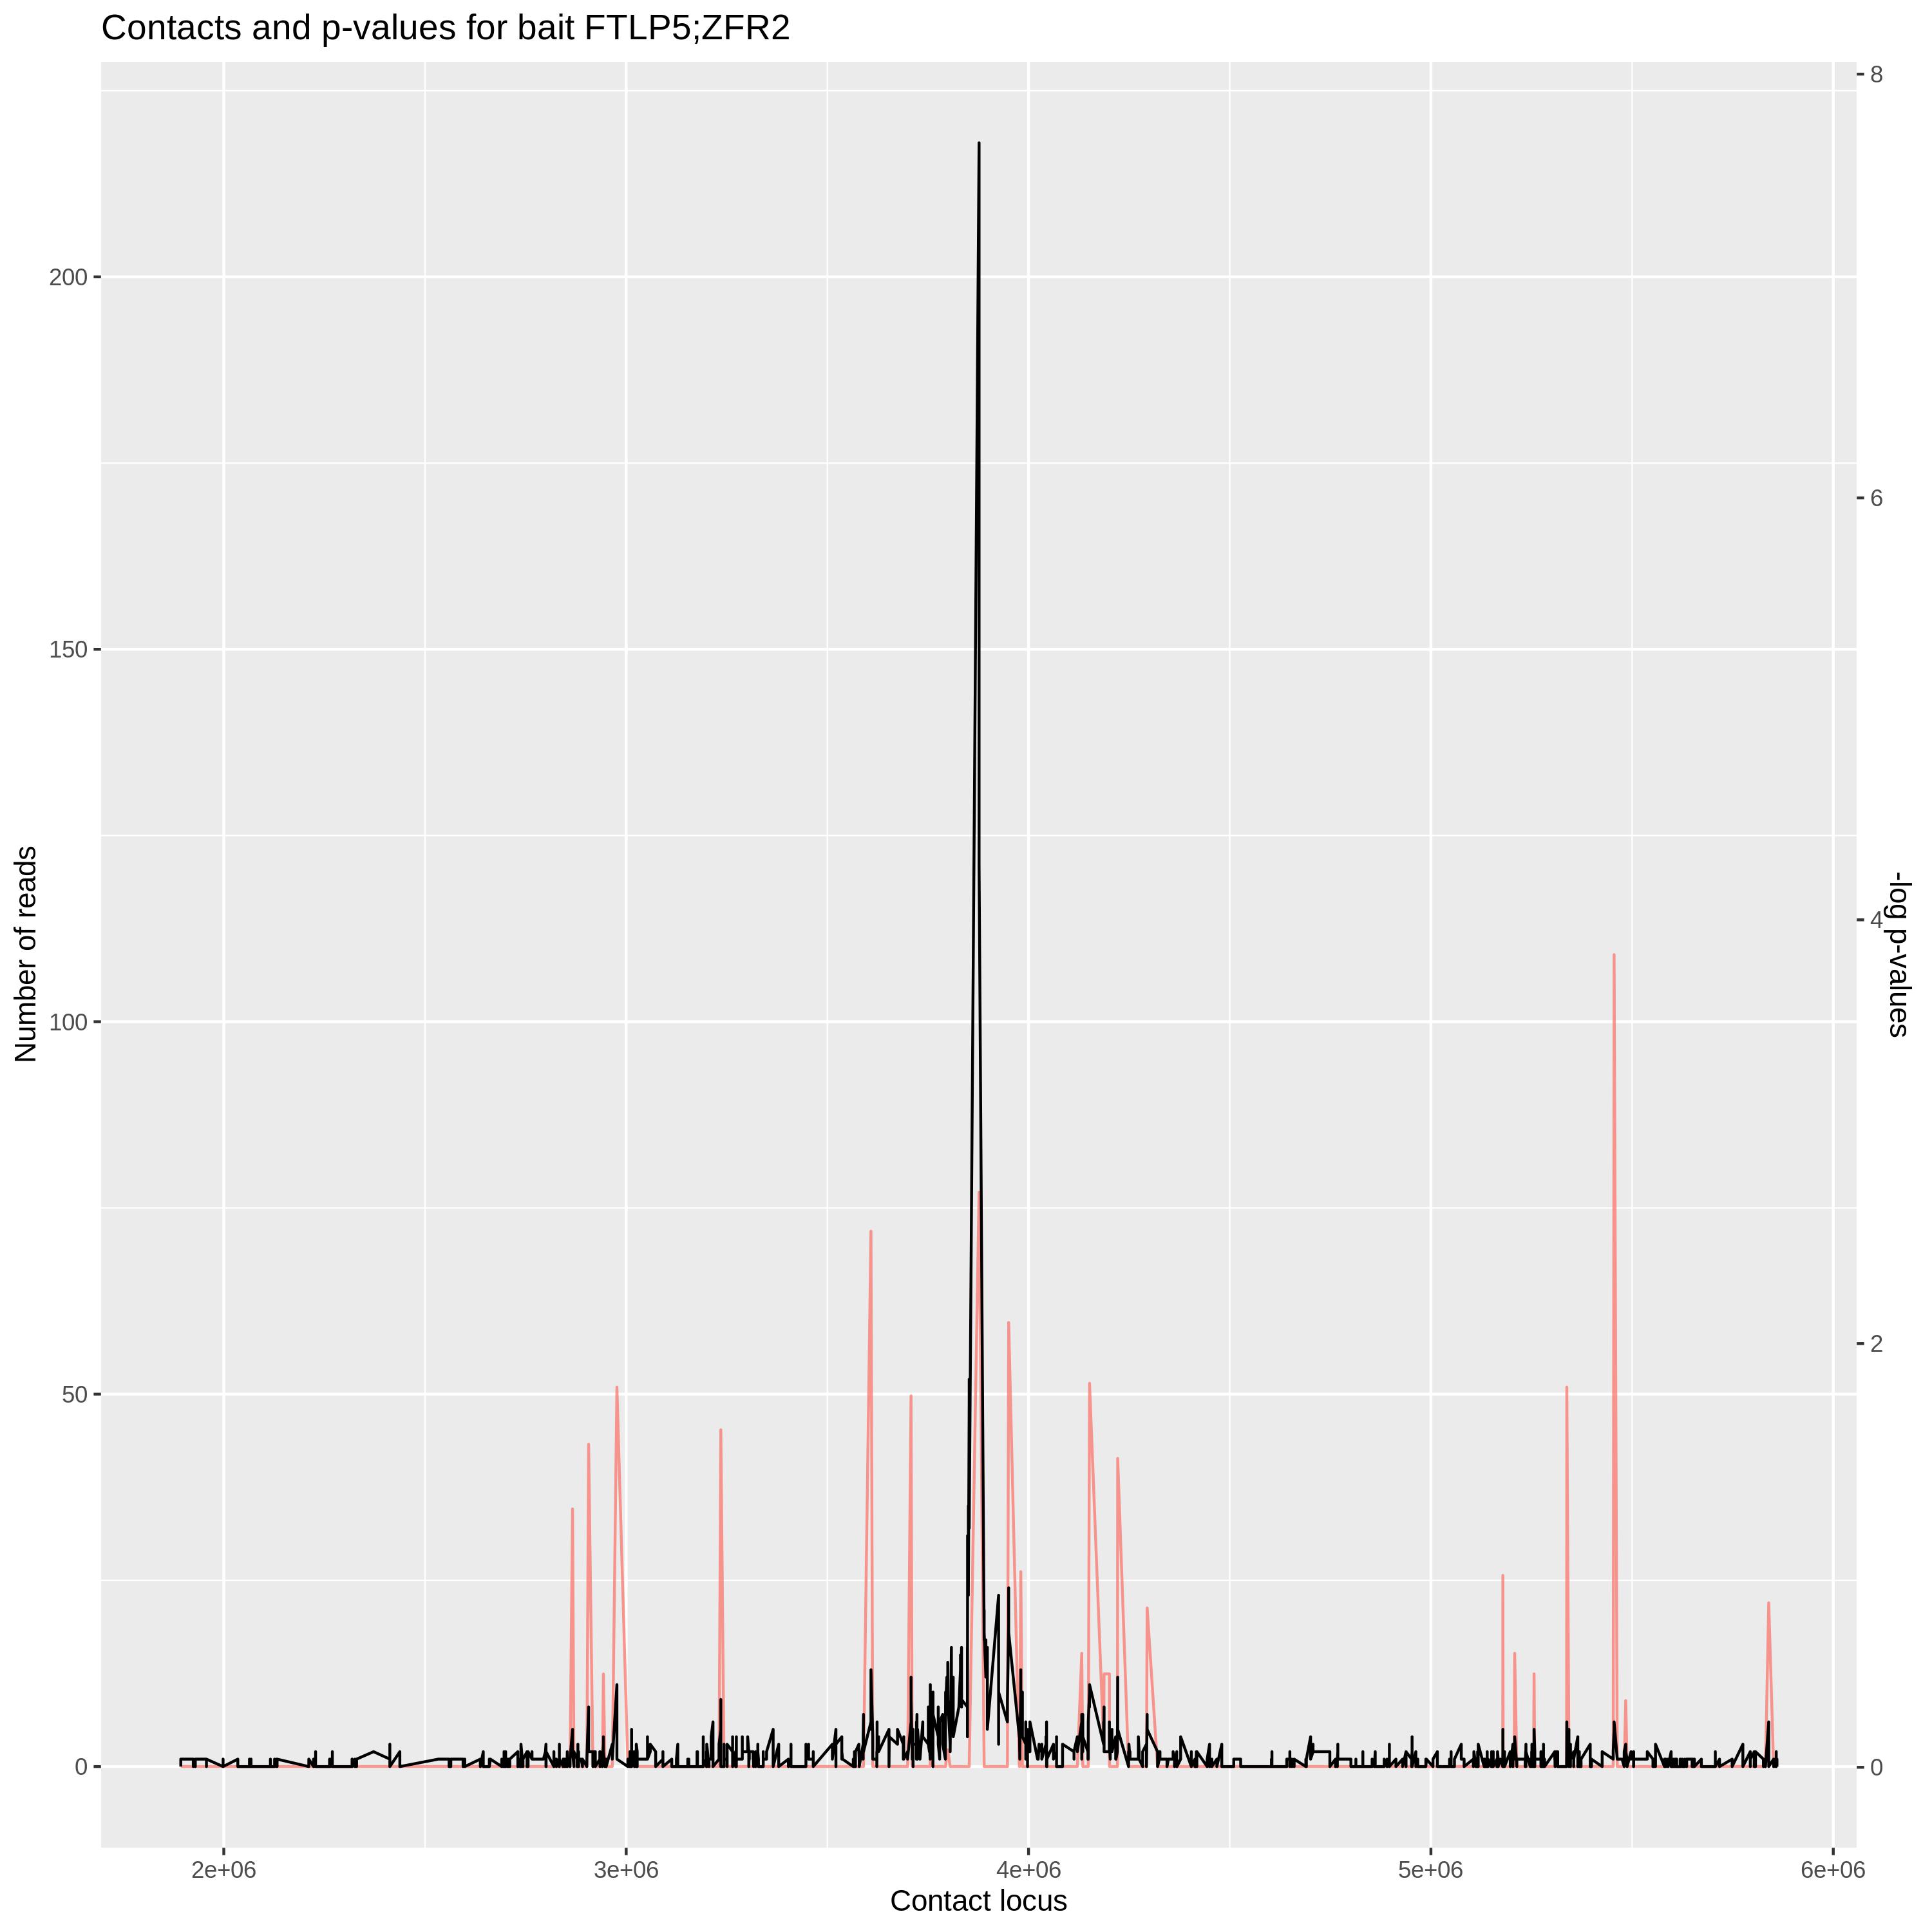 Contacts and p-values for bait FTLP5;ZFR2
Number of reads
200
150
100
50
0
8
6
4
2
0
-log p-values
2e+06
3e+06
4e+06
5e+06
6e+06
Contact locus